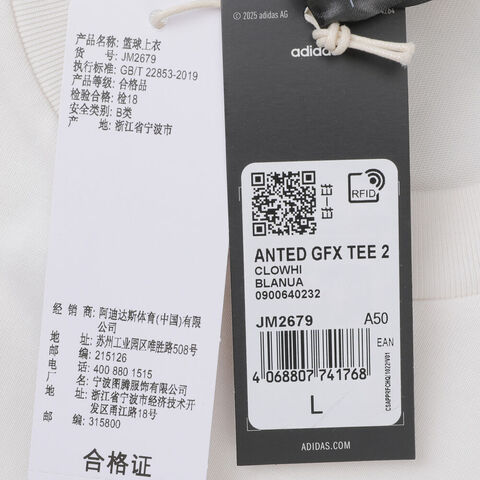 产品名称: 篮球上衣
货 号: JM2679
执行标准: GB/T 22853-2019
产品等级: 合格品
检验合格: 检18
安全类别: B类
产 地: 浙江省宁波市
经 销 商: 阿迪达斯体育(中国)有限
公司
地 址: 苏州工业园区唯胜路508号
邮 编: 215126
电 话: 400 880 1515
制 造 商: 宁波图腾服饰有限公司
地 址: 浙江省宁波市经济技术开
发区甬江路18号
邮 编: 315800
合格证
© 2025 adidas AG
adidas
RFID
ANTED GFX TEE 2
CLOWHI
BLANUA
0900640232
JM2679 A50
EAN
4 068807 741768
L
ADIDAS.COM